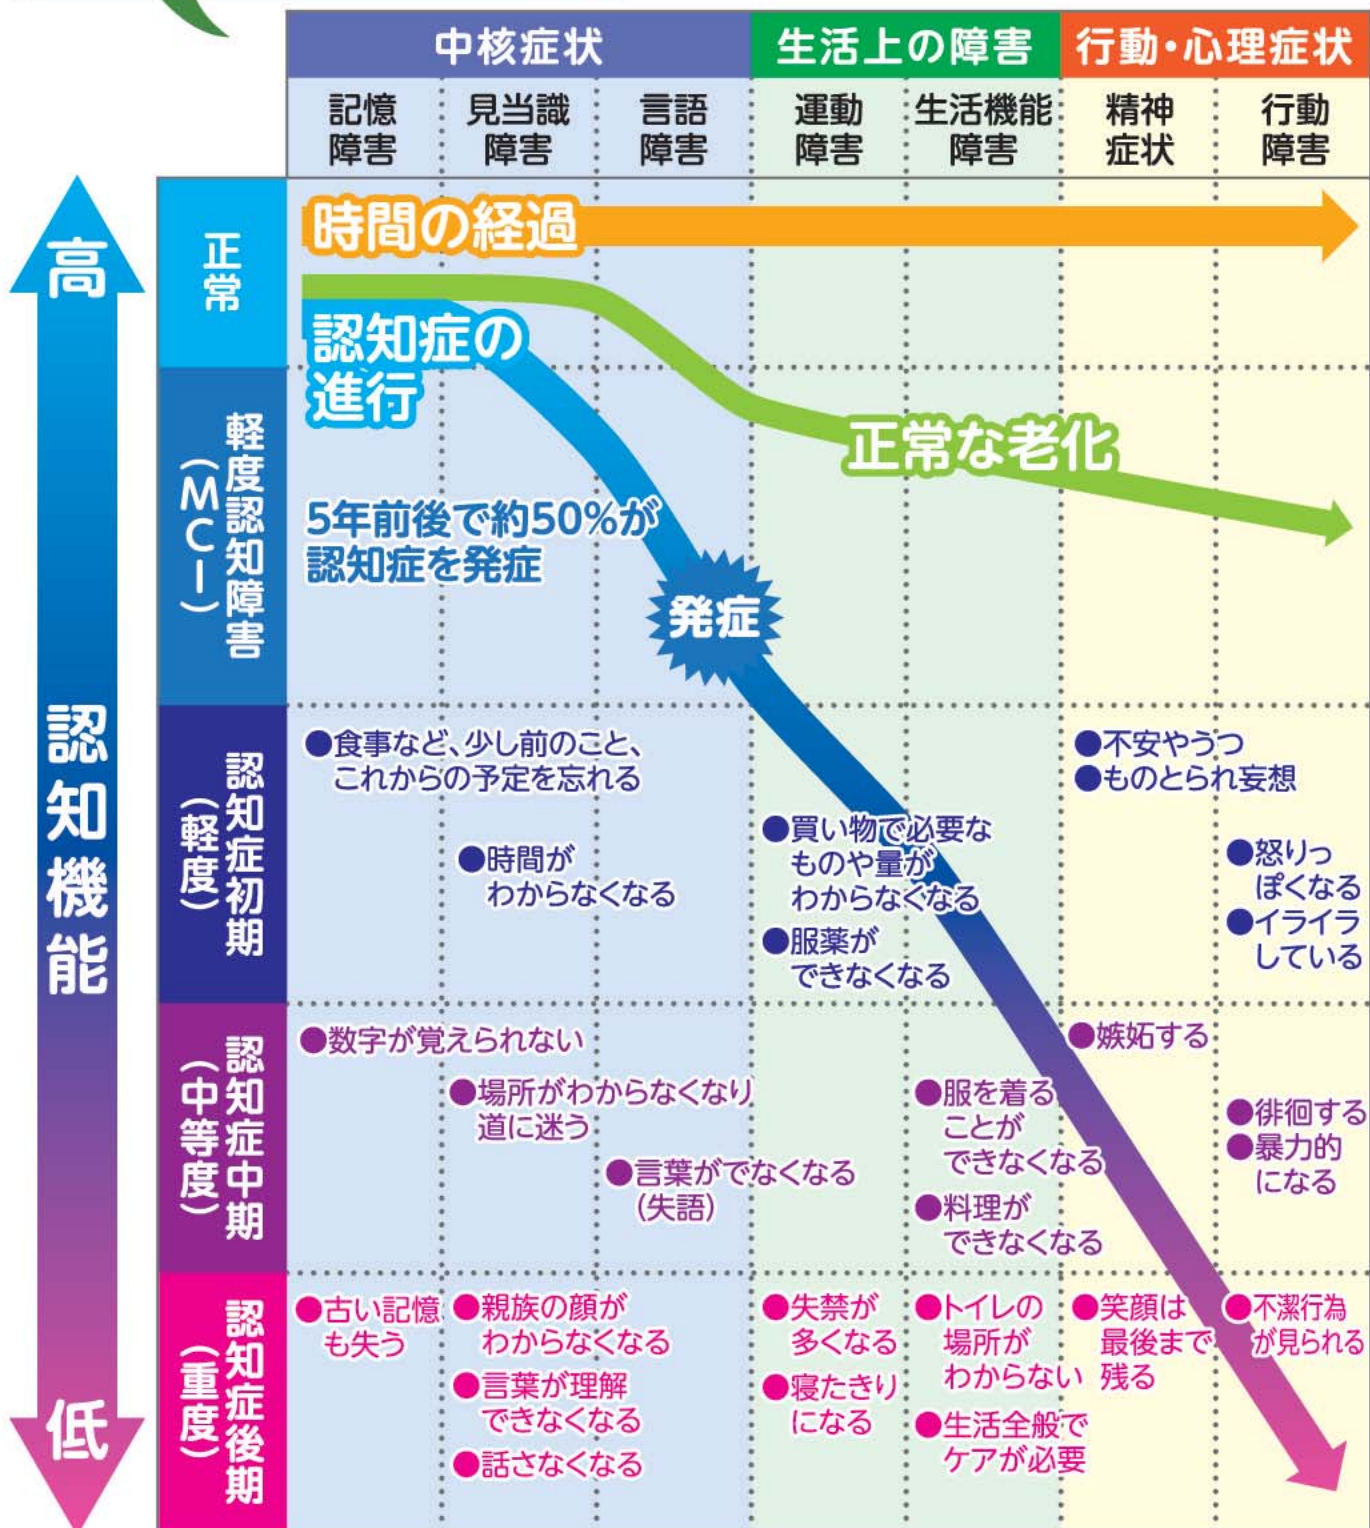 中核症状
生活上の障害
行動・心理症状
記憶
障害
見当識
障害
言語
障害
運動
障害
生活機能
障害
精神
症状
行動
障害
高
認知機能
低
正常
時間の経過
認知症の
進行
正常な老化
軽度認知障害
(MCI)
5年前後で約50%が
認知症を発症
発症
認知症初期
(軽度)
●食事など、少し前のこと、
これからの予定を忘れる
●時間が
わからなくなる
●買い物で必要な
ものや量が
わからなくなる
●服薬が
できなくなる
●不安やうつ
●ものとられ妄想
●怒りっ
ぽくなる
●イライラ
している
認知症中期
(中等度)
●数字が覚えられない
●場所がわからなくなり
道に迷う
●言葉がでなくなる
(失語)
●服を着る
ことが
できなくなる
●料理が
できなくなる
●嫉妬する
●徘徊する
●暴力的
になる
認知症後期
(重度)
●古い記憶
も失う
●親族の顔が
わからなくなる
●言葉が理解
できなくなる
●話さなくなる
●失禁が
多くなる
●寝たきり
になる
●トイレの
場所が
わからない
●生活全般で
ケアが必要
●笑顔は
最後まで
残る
●不潔行為
が見られる